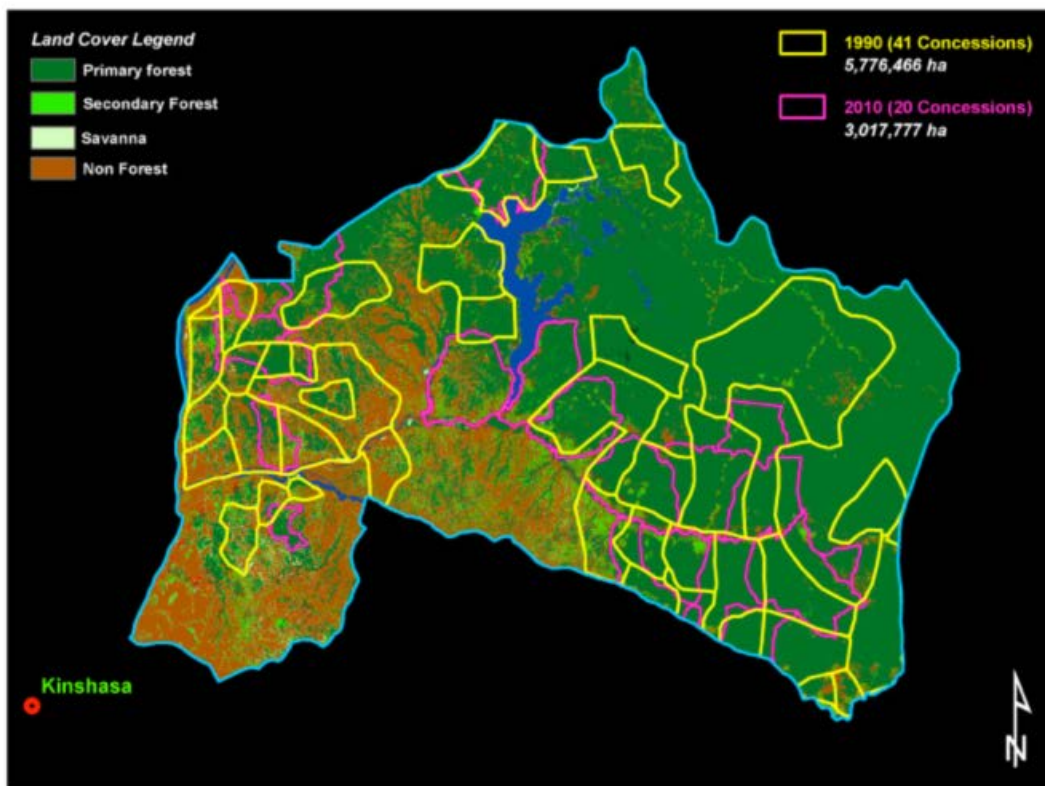 Land Cover Legend
Primary forest
Secondary Forest
Savanna
Non Forest
1990 (41 Concessions)
5,776,466 ha
2010 (20 Concessions)
3,017,777 ha
Kinshasa
N